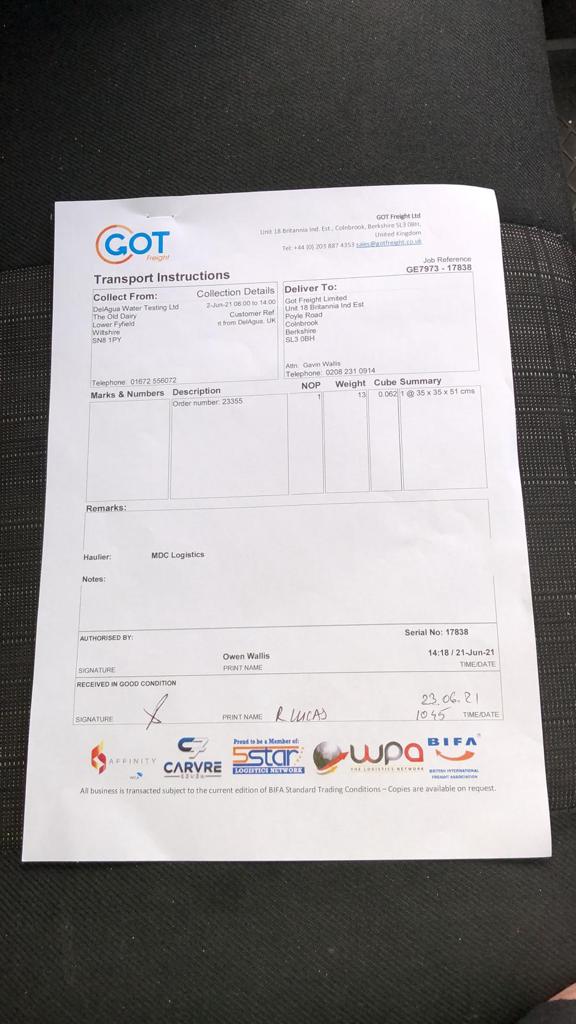 GOT
Freight
GOT Freight Ltd
Unit 18 Britannia Ind. Est., Colnbrook, Berkshire SL3 0BH,
United Kingdom
Tel: +44 (0) 203 887 4353 sales@gotfreight.co.uk
Transport Instructions
Job Reference
GE7973 - 17838
Collect From:
DelAgua Water Testing Ltd
The Old Dairy
Lower Fyfield
Wiltshire
SN8 1PY
Telephone: 01672 556072
Collection Details
2-Jun-21 08:00 to 14:00
Customer Ref
rt from DelAgua, UK
Deliver To:
Got Freight Limited
Unit 18 Britannia Ind Est
Poyle Road
Colnbrook
Berkshire
SL3 0BH
Attn: Gavin Wallis
Telephone: 0208 231 0914
Marks & Numbers Description NOP Weight Cube Summary
Order number: 23355 1 13 0.062 1 @ 35 x 35 x 51 cms
Remarks:
Haulier: MDC Logistics
Notes:
AUTHORISED BY: Serial No: 17838
Owen Wallis 14:18 / 21-Jun-21
SIGNATURE PRINT NAME TIME/DATE
RECEIVED IN GOOD CONDITION
23.06.21
SIGNATURE PRINT NAME R LUCAS 1045 TIME/DATE
AFFINITY
CARVRE
Proud to be a Member of:
5star
LOGISTICS NETWORK
wpa
THE LOGISTICS NETWORK
BIFA
BRITISH INTERNATIONAL
FREIGHT ASSOCIATION
All business is transacted subject to the current edition of BIFA Standard Trading Conditions – Copies are available on request.